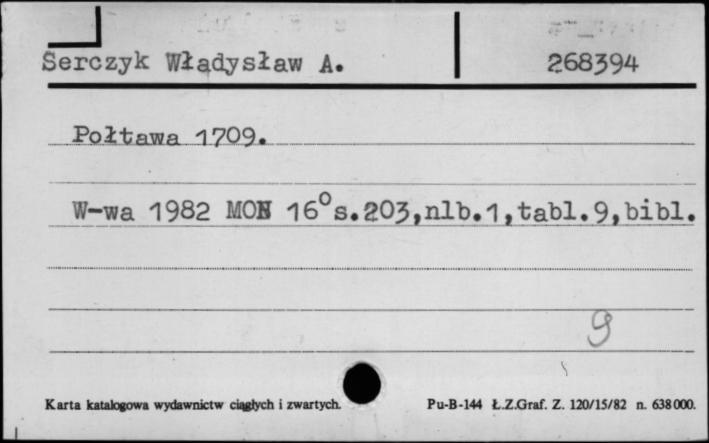 Serczyk Władysław A. 268394
Połtawa 1709.
W-wa 1982 MON 16° s.203,nlb.1,tabl.9,bibl.
9
Karta katalogowa wydawnictw ciągłych i zwartych. Pu-B-144 Ł.Z.Graf. Z. 120/15/82 n. 638000.